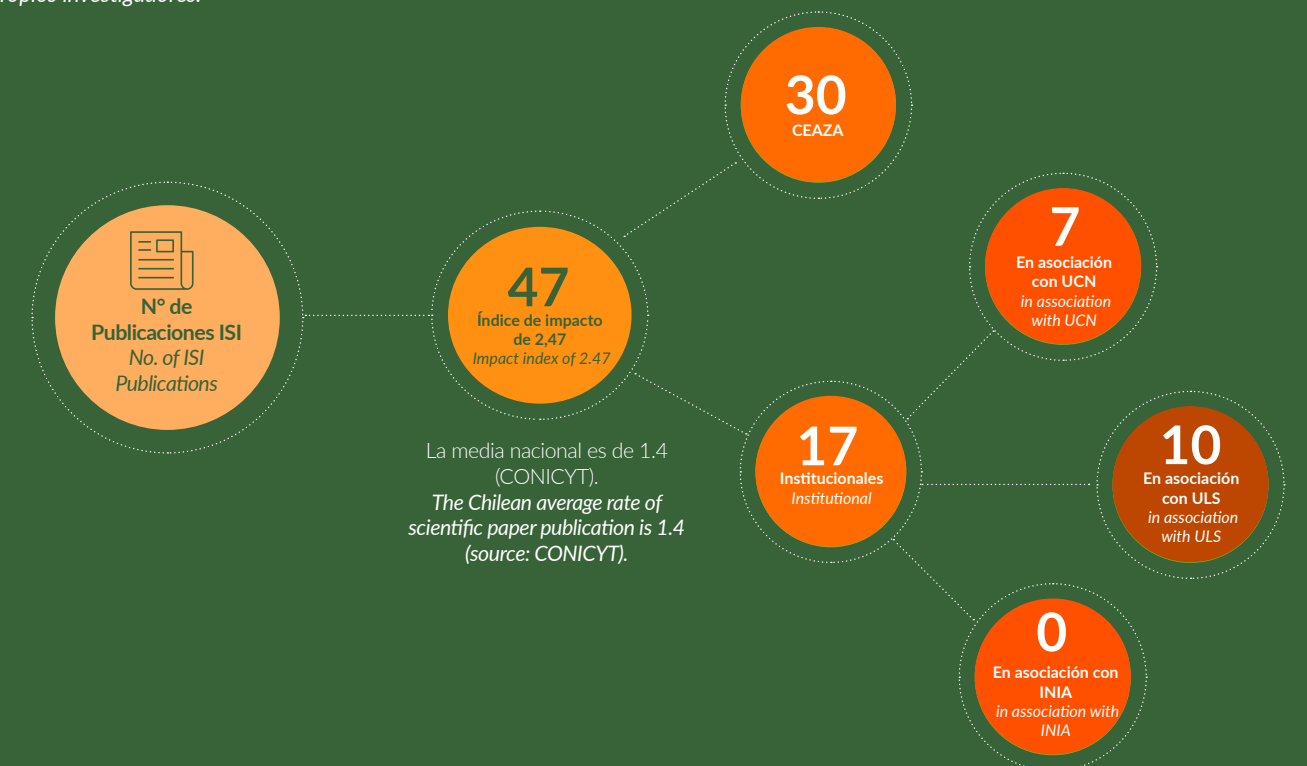 investigadores.
N° de
Publicaciones ISI
No. of ISI
Publications
47
Índice de impacto
de 2,47
Impact index of 2.47
La media nacional es de 1.4
(CONICYT).
The Chilean average rate of
scientific paper publication is 1.4
(source: CONICYT).
30
CEAZA
17
Institucionales
Institutional
7
En asociación
con UCN
in association
with UCN
10
En asociación
con ULS
in association
with ULS
0
En asociación con
INIA
in association with
INIA